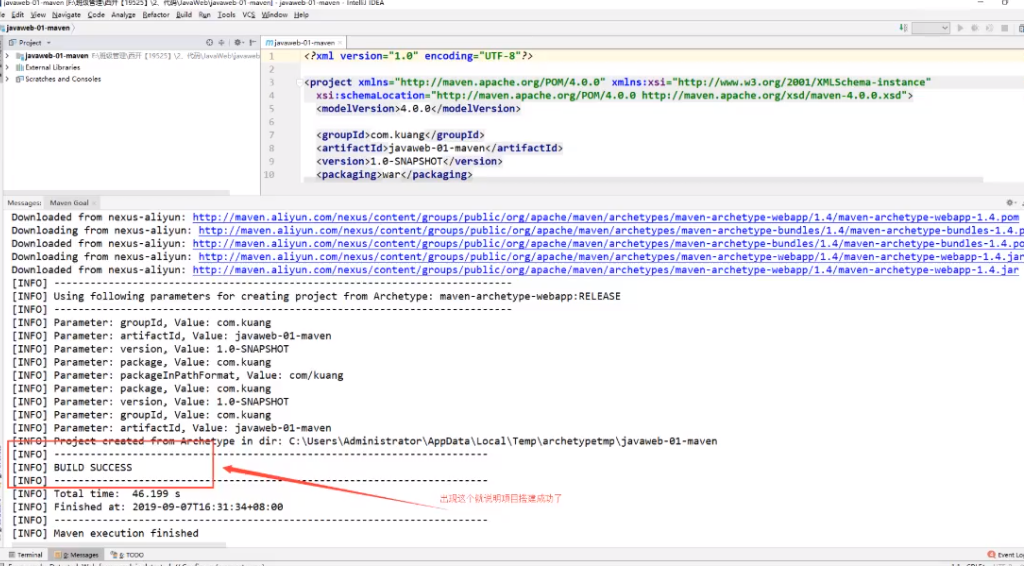 javaweb-01-maven [F:\班级管理\西开【19525】\2、代码\JavaWeb\javaweb-01-maven] - javaweb-01-maven - IntelliJ IDEA
Edit View Navigate Code Analyze Refactor Build Run Tools VCS Window Help
javaweb-01-maven
Project
javaweb-01-maven
javaweb-01-maven F:\班级管理\西开【19525】\2、代码\JavaWeb\javaweb
External Libraries
Scratches and Consoles
1 <?xml version="1.0" encoding="UTF-8"?>
2
3 <project xmlns="http://maven.apache.org/POM/4.0.0" xmlns:xsi="http://www.w3.org/2001/XMLSchema-instance"
4 xsi:schemaLocation="http://maven.apache.org/POM/4.0.0 http://maven.apache.org/xsd/maven-4.0.0.xsd">
5 <modelVersion>4.0.0</modelVersion>
6
7 <groupId>com.kuang</groupId>
8 <artifactId>javaweb-01-maven</artifactId>
9 <version>1.0-SNAPSHOT</version>
10 <packaging>war</packaging>
Messages: Maven Goal
Downloaded from nexus-aliyun: http://maven.aliyun.com/nexus/content/groups/public/org/apache/maven/archetypes/maven-archetype-webapp/1.4/maven-archetype-webapp-1.4.pom
Downloading from nexus-aliyun: http://maven.aliyun.com/nexus/content/groups/public/org/apache/maven/archetypes/maven-archetype-bundles/1.4/maven-archetype-bundles-1.4.p
Downloaded from nexus-aliyun: http://maven.aliyun.com/nexus/content/groups/public/org/apache/maven/archetypes/maven-archetype-bundles/1.4/maven-archetype-bundles-1.4.po
Downloading from nexus-aliyun: http://maven.aliyun.com/nexus/content/groups/public/org/apache/maven/archetypes/maven-archetype-webapp/1.4/maven-archetype-webapp-1.4.jar
Downloaded from nexus-aliyun: http://maven.aliyun.com/nexus/content/groups/public/org/apache/maven/archetypes/maven-archetype-webapp/1.4/maven-archetype-webapp-1.4.jar
[INFO] ----------------------------------------------------------------------------
[INFO] Using following parameters for creating project from Archetype: maven-archetype-webapp:RELEASE
[INFO] ----------------------------------------------------------------------------
[INFO] Parameter: groupId, Value: com.kuang
[INFO] Parameter: artifactId, Value: javaweb-01-maven
[INFO] Parameter: version, Value: 1.0-SNAPSHOT
[INFO] Parameter: package, Value: com.kuang
[INFO] Parameter: packageInPathFormat, Value: com/kuang
[INFO] Parameter: package, Value: com.kuang
[INFO] Parameter: version, Value: 1.0-SNAPSHOT
[INFO] Parameter: groupId, Value: com.kuang
[INFO] Parameter: artifactId, Value: javaweb-01-maven
[INFO] Project created from Archetype in dir: C:\Users\Administrator\AppData\Local\Temp\archetypetmp\javaweb-01-maven
[INFO] ------------------------------------------------------------------------
[INFO] BUILD SUCCESS
[INFO] ------------------------------------------------------------------------
[INFO] Total time: 46.199 s
出现这个就说明项目搭建成功了
[INFO] Finished at: 2019-09-07T16:31:34+08:00
[INFO] ------------------------------------------------------------------------
[INFO] Maven execution finished
Terminal Messages TODO Event Log